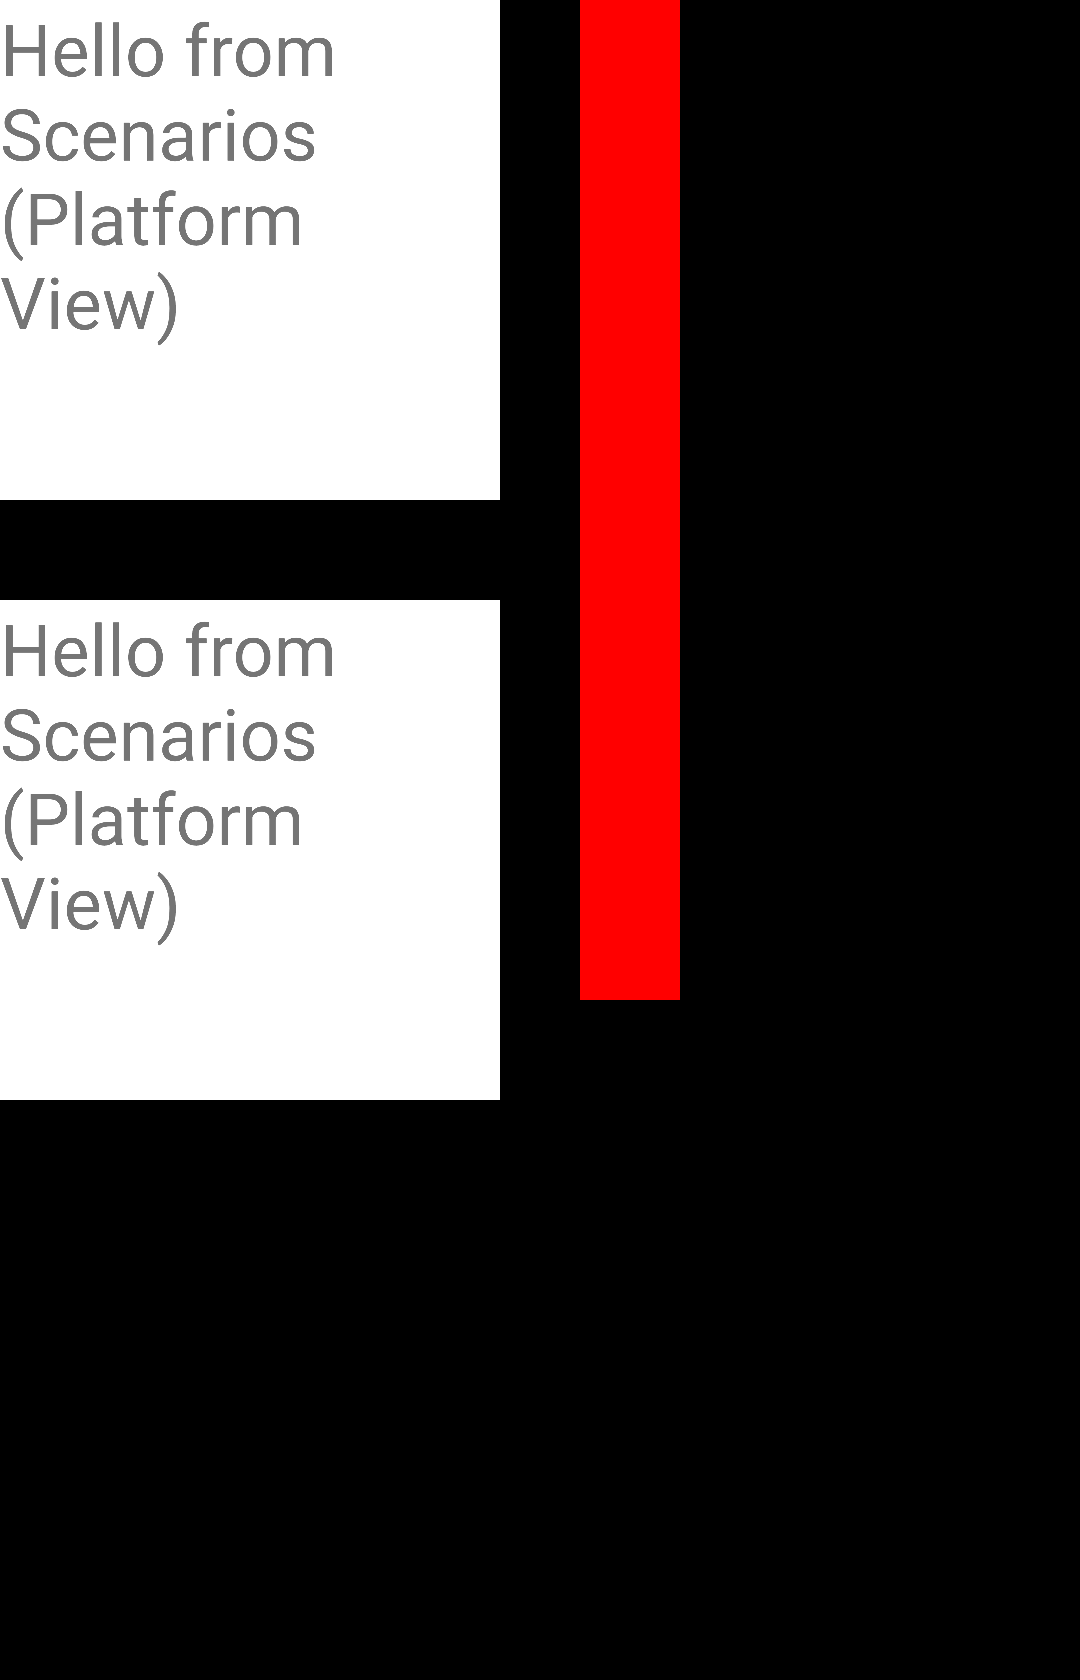 Hello from
Scenarios
(Platform
View)
Hello from
Scenarios
(Platform
View)